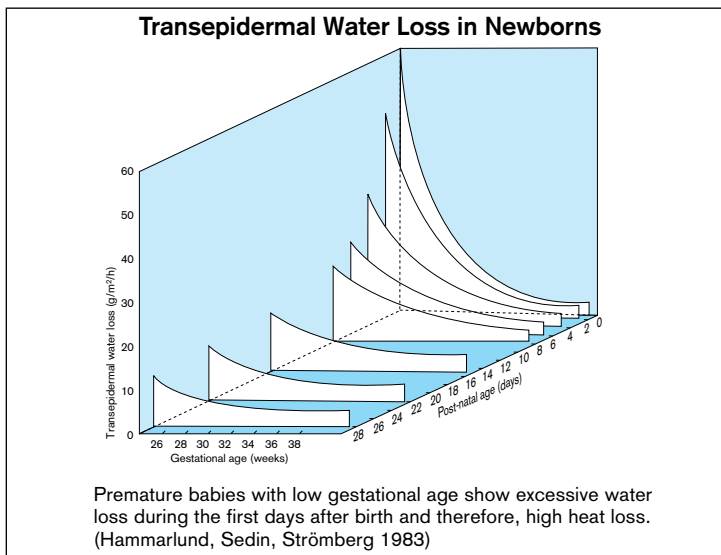 Transepidermal Water Loss in Newborns
60
50
40
30
20
10
0
Transepidermal water loss (g/m²/h)
26 28 30 32 34 36 38
Gestational age (weeks)
28 26 24 22 20 18 16 14 12 10 8 6 4 2 0
Post-natal age (days)
Premature babies with low gestational age show excessive water
loss during the first days after birth and therefore, high heat loss.
(Hammarlund, Sedin, Strömberg 1983)